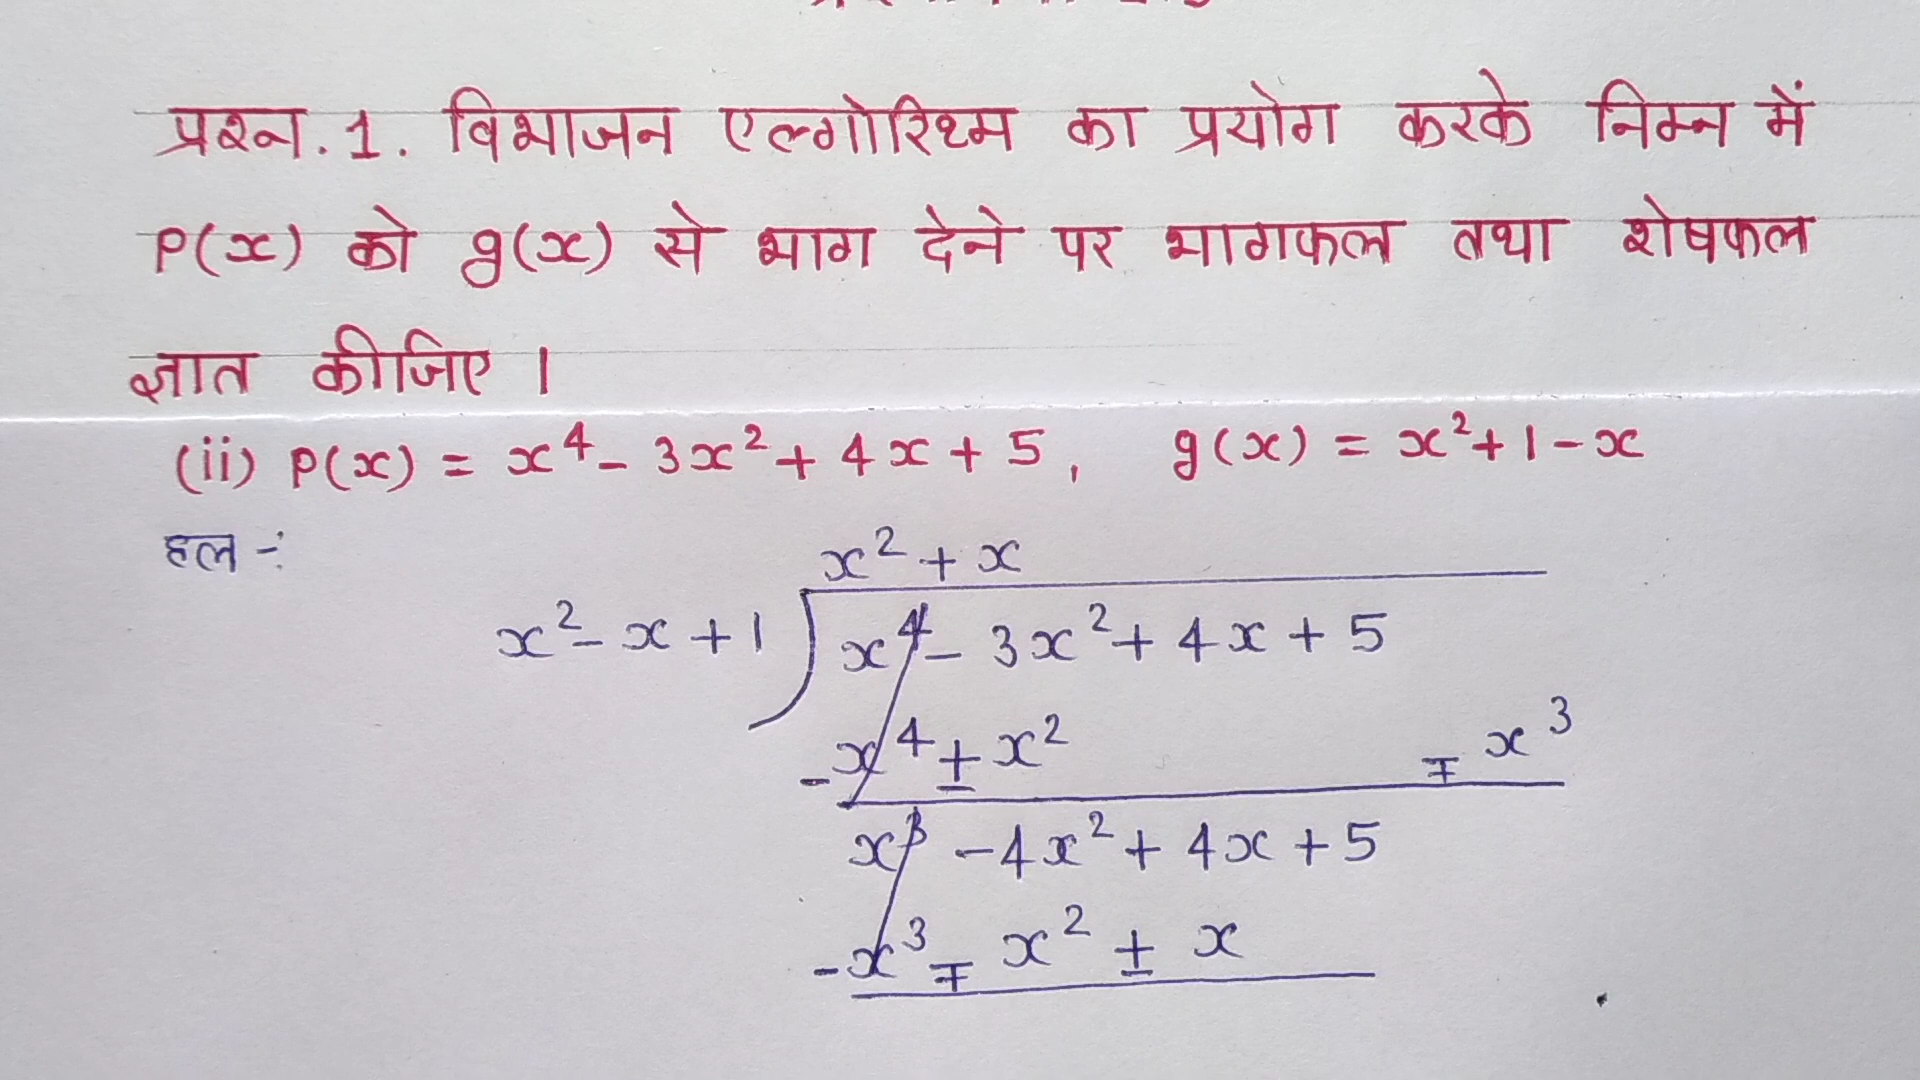 प्रश्न.1. विभाजन एल्गोरिथ्म का प्रयोग करके निम्न में
P(x) को g(x) से भाग देने पर भागफल तथा शेषफल
ज्ञात कीजिए ।
(ii) P(x) = x⁴ - 3x² + 4x + 5, g(x) = x² + 1 - x
हल -:
x² + x
x² - x + 1 ) x⁴ - 3x² + 4x + 5
-x⁴ ± x² ∓ x³
x³ - 4x² + 4x + 5
-x³ ∓ x² ± x